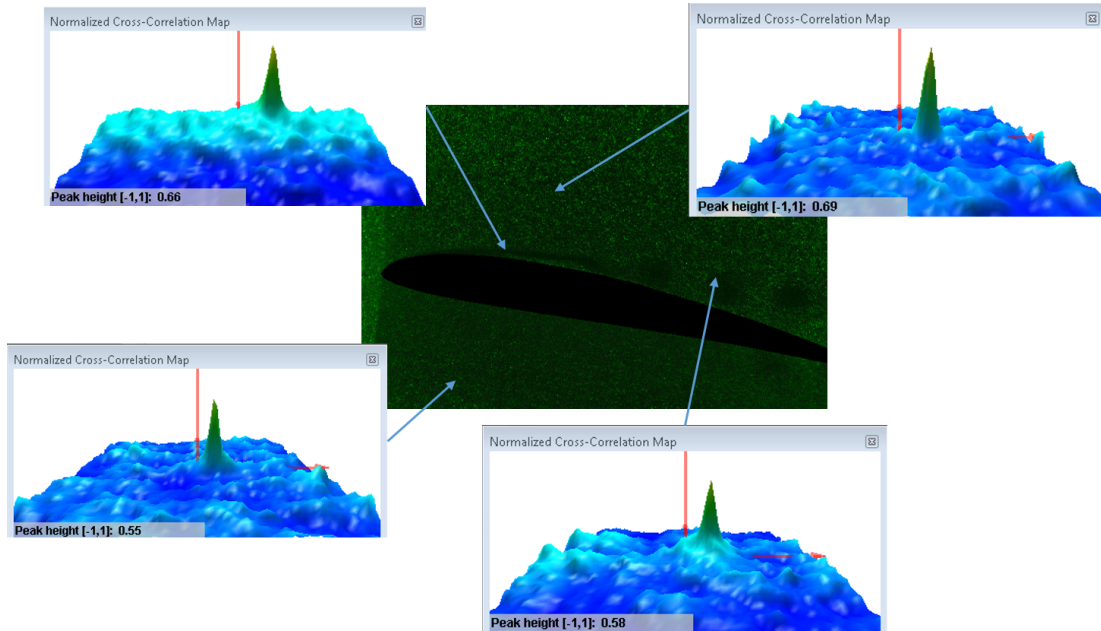 Normalized Cross-Correlation Map
Peak height [-1,1]: 0.66
Normalized Cross-Correlation Map
Peak height [-1,1]: 0.69
Normalized Cross-Correlation Map
Peak height [-1,1]: 0.55
Normalized Cross-Correlation Map
Peak height [-1,1]: 0.58